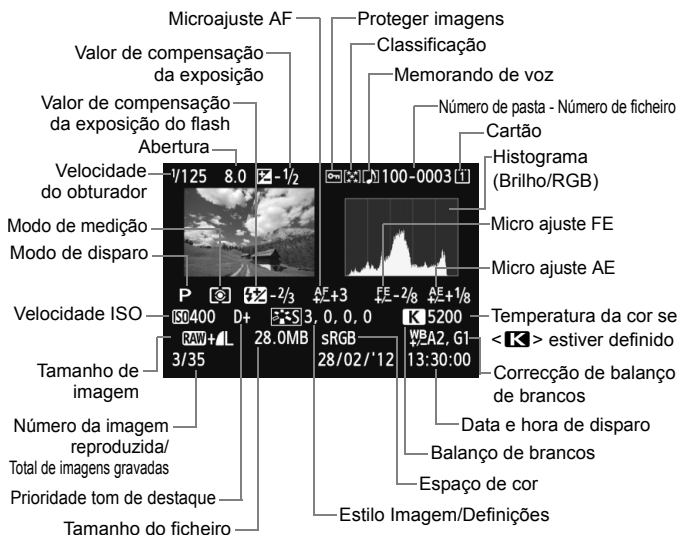 Microajuste AF
Proteger imagens
Classificação
Valor de compensação
da exposição
Memorando de voz
Valor de compensação
da exposição do flash
Número de pasta - Número de ficheiro
Abertura
Cartão
Velocidade
do obturador
Histograma
(Brilho/RGB)
1/125 8.0 -1/2 100-0003 1
Modo de medição
Micro ajuste FE
Modo de disparo
Micro ajuste AE
P -2/3 AF+3 FE-2/8 AE+1/8
Velocidade ISO
ISO400 D+ S 3, 0, 0, 0 K 5200
Temperatura da cor se
<K> estiver definido
RAW+L 28.0MB sRGB WB A2, G1
3/35 28/02/'12 13:30:00
Tamanho de
imagem
Correcção de balanço
de brancos
Número da imagem
reproduzida/
Total de imagens gravadas
Data e hora de disparo
Balanço de brancos
Prioridade tom de destaque
Espaço de cor
Tamanho do ficheiro
Estilo Imagem/Definições